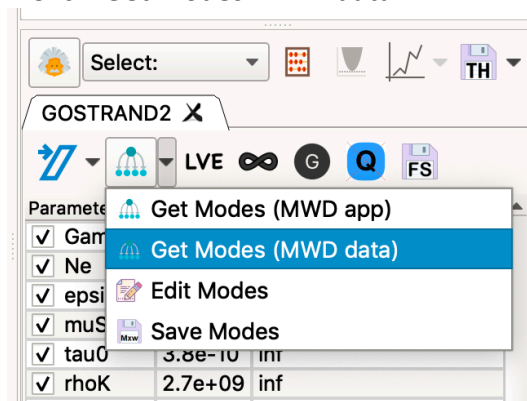 Select:
TH
GOSTRAND2
LVE
G
Q
FS
Get Modes (MWD app)
Gam
Get Modes (MWD data)
Ne
epsi
Edit Modes
muS
Mxw
Save Modes
tau0 3.8e-10 inf
rhoK 2.7e+09 inf